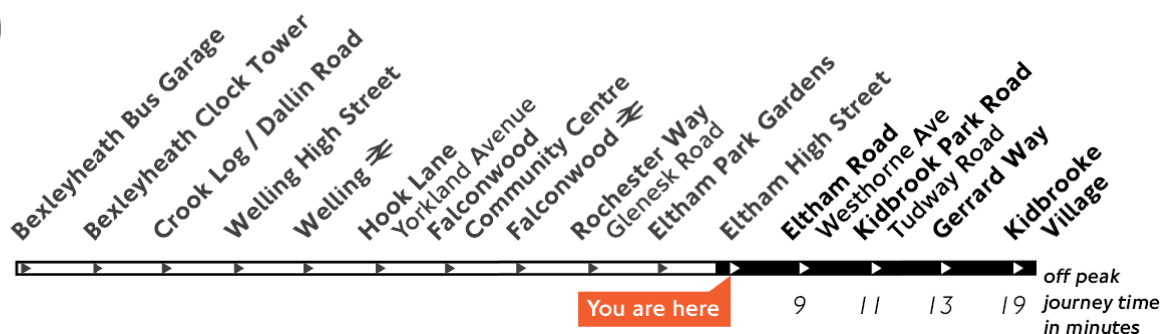 Bexleyheath Bus Garage
Bexleyheath Clock Tower
Crook Log / Dallin Road
Welling High Street
Welling
Hook Lane
Yorkland Avenue
Falconwood
Community Centre
Falconwood
Rochester Way
Glenesk Road
Eltham Park Gardens
Eltham High Street
Eltham Road
Westhorne Ave
Kidbrook Park Road
Tudway Road
Gerrard Way
Kidbrooke
Village
You are here
9 11 13 19
off peak
journey time
in minutes